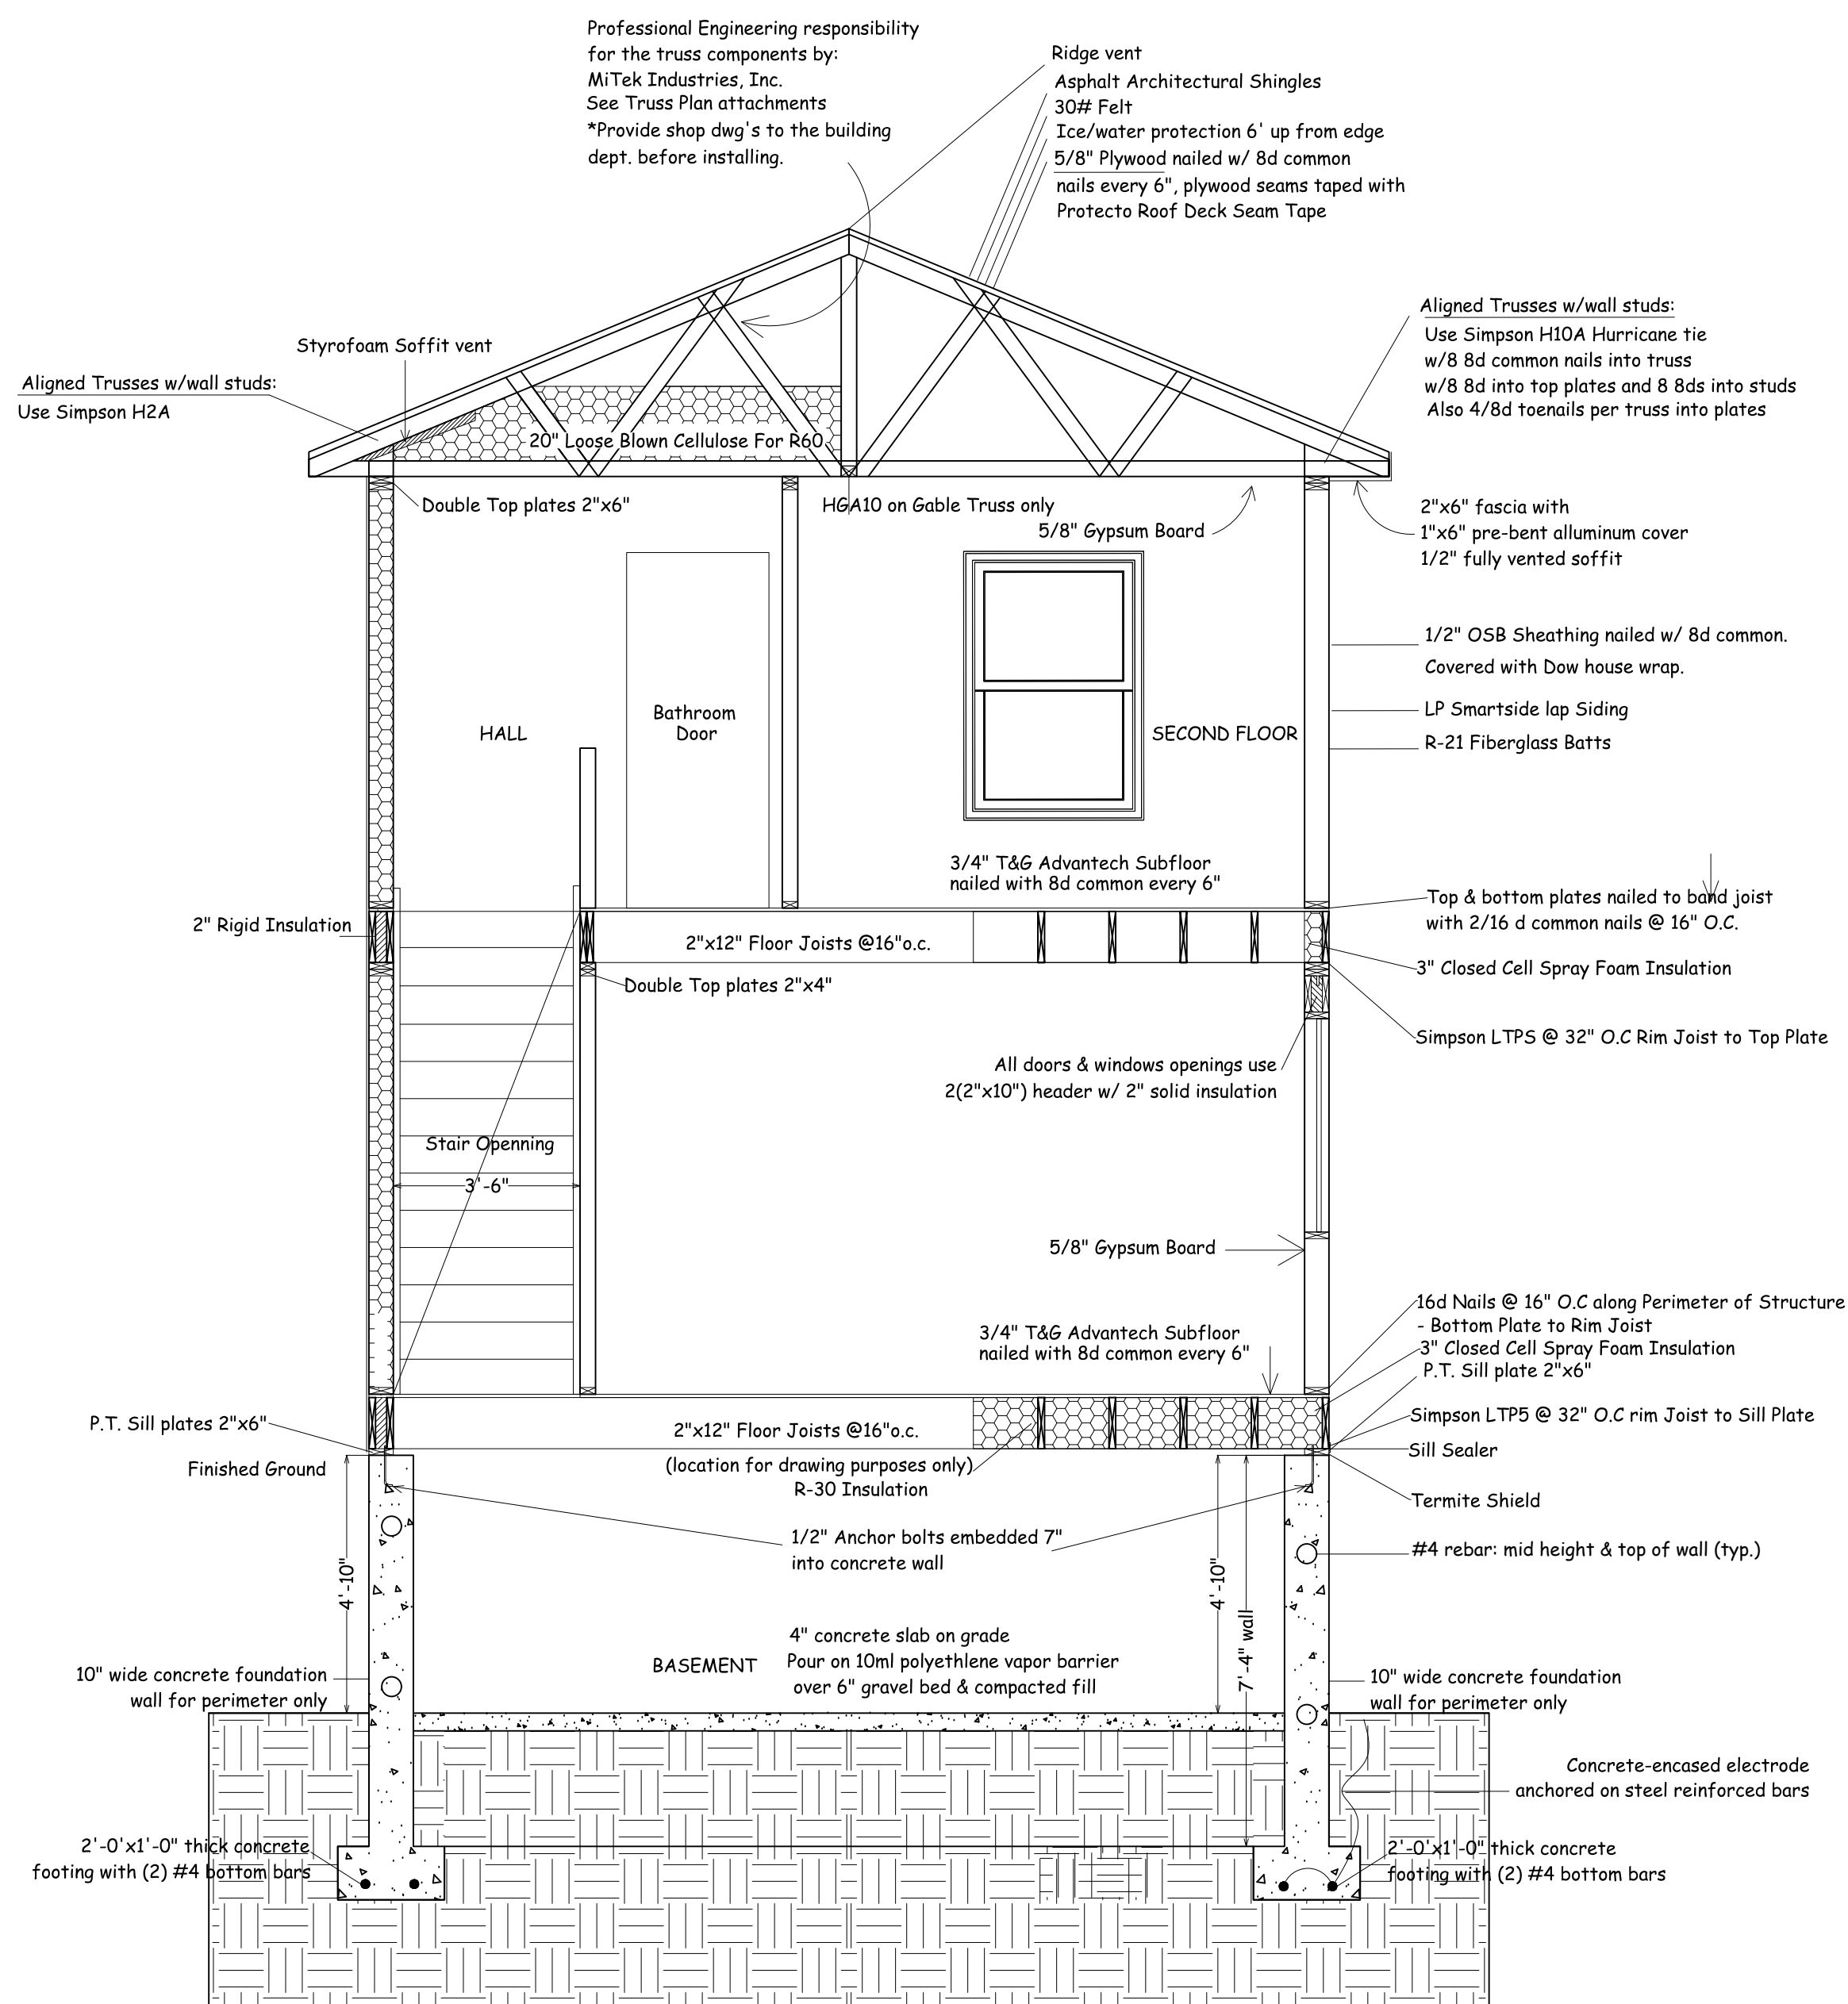 Professional Engineering responsibility
for the truss components by:
MiTek Industries, Inc.
See Truss Plan attachments
*Provide shop dwg's to the building
dept. before installing.
Ridge vent
Asphalt Architectural Shingles
30# Felt
Ice/water protection 6' up from edge
5/8" Plywood nailed w/ 8d common
nails every 6", plywood seams taped with
Protecto Roof Deck Seam Tape
Aligned Trusses w/wall studs:
Use Simpson H10A Hurricane tie
w/8 8d common nails into truss
w/8 8d into top plates and 8 8ds into studs
Also 4/8d toenails per truss into plates
Styrofoam Soffit vent
Aligned Trusses w/wall studs:
Use Simpson H2A
20" Loose Blown Cellulose For R60
Double Top plates 2"x6"
HGA10 on Gable Truss only
5/8" Gypsum Board
2"x6" fascia with
1"x6" pre-bent alluminum cover
1/2" fully vented soffit
1/2" OSB Sheathing nailed w/ 8d common.
Covered with Dow house wrap.
LP Smartside lap Siding
R-21 Fiberglass Batts
HALL
Bathroom
Door
SECOND FLOOR
3/4" T&G Advantech Subfloor
nailed with 8d common every 6"
Top & bottom plates nailed to band joist
with 2/16 d common nails @ 16" O.C.
2" Rigid Insulation
2"x12" Floor Joists @16"o.c.
3" Closed Cell Spray Foam Insulation
Double Top plates 2"x4"
Simpson LTPS @ 32" O.C Rim Joist to Top Plate
All doors & windows openings use
2(2"x10") header w/ 2" solid insulation
Stair Openning
3'-6"
5/8" Gypsum Board
16d Nails @ 16" O.C along Perimeter of Structure
- Bottom Plate to Rim Joist
3" Closed Cell Spray Foam Insulation
P.T. Sill plate 2"x6"
3/4" T&G Advantech Subfloor
nailed with 8d common every 6"
P.T. Sill plates 2"x6"
2"x12" Floor Joists @16"o.c.
Simpson LTP5 @ 32" O.C rim Joist to Sill Plate
Sill Sealer
Finished Ground
(location for drawing purposes only)
R-30 Insulation
Termite Shield
1/2" Anchor bolts embedded 7"
into concrete wall
#4 rebar: mid height & top of wall (typ.)
4'-10"
4'-10"
7'-4" wall
BASEMENT
4" concrete slab on grade
Pour on 10ml polyethlene vapor barrier
over 6" gravel bed & compacted fill
10" wide concrete foundation
wall for perimeter only
10" wide concrete foundation
wall for perimeter only
Concrete-encased electrode
anchored on steel reinforced bars
2'-0'x1'-0" thick concrete
footing with (2) #4 bottom bars
2'-0'x1'-0" thick concrete
footing with (2) #4 bottom bars